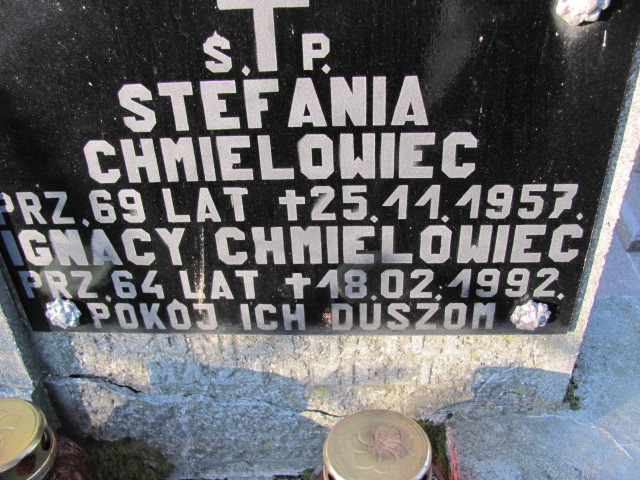 Ś. P.
STEFANIA
CHMIELOWIEC
PRZ. 69 LAT +25.11.1957.
IGNACY CHMIELOWIEC
PRZ. 64 LAT +18.02.1992.
POKÓJ ICH DUSZOM